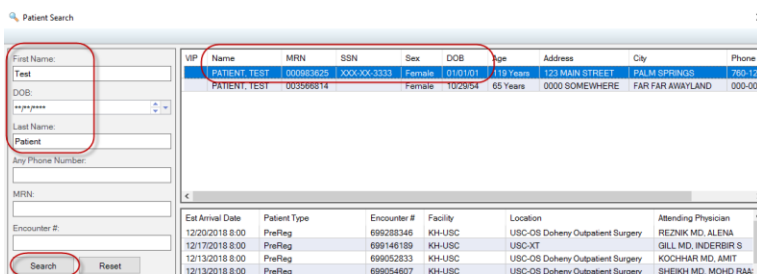 Patient Search
First Name:
Test
DOB:
**/**/****
Last Name:
Patient
Any Phone Number:
MRN:
Encounter #:
Search Reset
VIP Name MRN SSN Sex DOB Age Address City Phone
PATIENT, TEST 000983625 XXX-XX-3333 Female 01/01/01 119 Years 123 MAIN STREET PALM SPRINGS 760-12
PATIENT, TEST 003566814 Female 10/29/54 65 Years 0000 SOMEWHERE FAR FAR AWAYLAND 000-00
Est Arrival Date Patient Type Encounter # Facility Location Attending Physician
12/20/2018 8:00 PreReg 699288346 KH-USC USC-OS Doheny Outpatient Surgery REZNIK MD, ALENA
12/17/2018 8:00 PreReg 699146189 KH-USC USC-XT GILL MD, INDERBIR S
12/13/2018 8:00 PreReg 699052833 KH-USC USC-OS Doheny Outpatient Surgery KOCHHAR MD, AMIT
12/13/2018 8:00 PreReg 699054607 KH-USC USC-OS Doheny Outpatient Surgery SHEIKH MD, MOHD RAA